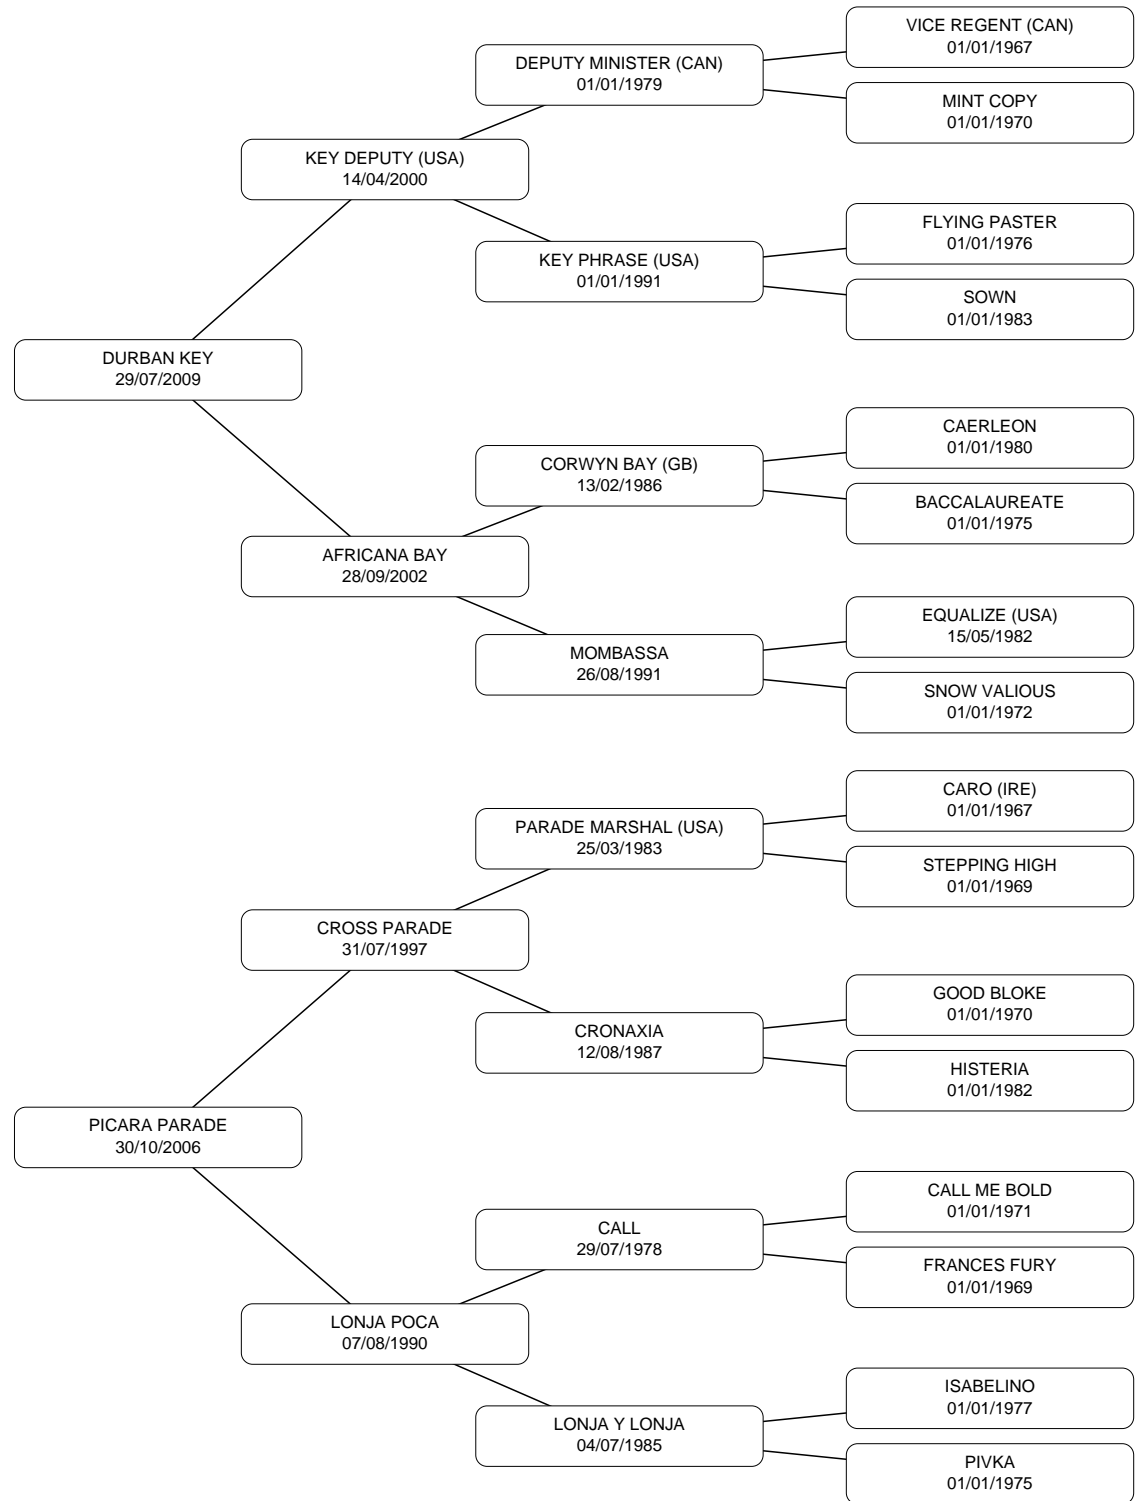 VICE REGENT (CAN)
01/01/1967
DEPUTY MINISTER (CAN)
01/01/1979
MINT COPY
01/01/1970
KEY DEPUTY (USA)
14/04/2000
FLYING PASTER
01/01/1976
KEY PHRASE (USA)
01/01/1991
SOWN
01/01/1983
DURBAN KEY
29/07/2009
CAERLEON
01/01/1980
CORWYN BAY (GB)
13/02/1986
BACCALAUREATE
01/01/1975
AFRICANA BAY
28/09/2002
EQUALIZE (USA)
15/05/1982
MOMBASSA
26/08/1991
SNOW VALIOUS
01/01/1972
CARO (IRE)
01/01/1967
PARADE MARSHAL (USA)
25/03/1983
STEPPING HIGH
01/01/1969
CROSS PARADE
31/07/1997
GOOD BLOKE
01/01/1970
CRONAXIA
12/08/1987
HISTERIA
01/01/1982
PICARA PARADE
30/10/2006
CALL ME BOLD
01/01/1971
CALL
29/07/1978
FRANCES FURY
01/01/1969
LONJA POCA
07/08/1990
ISABELINO
01/01/1977
LONJA Y LONJA
04/07/1985
PIVKA
01/01/1975